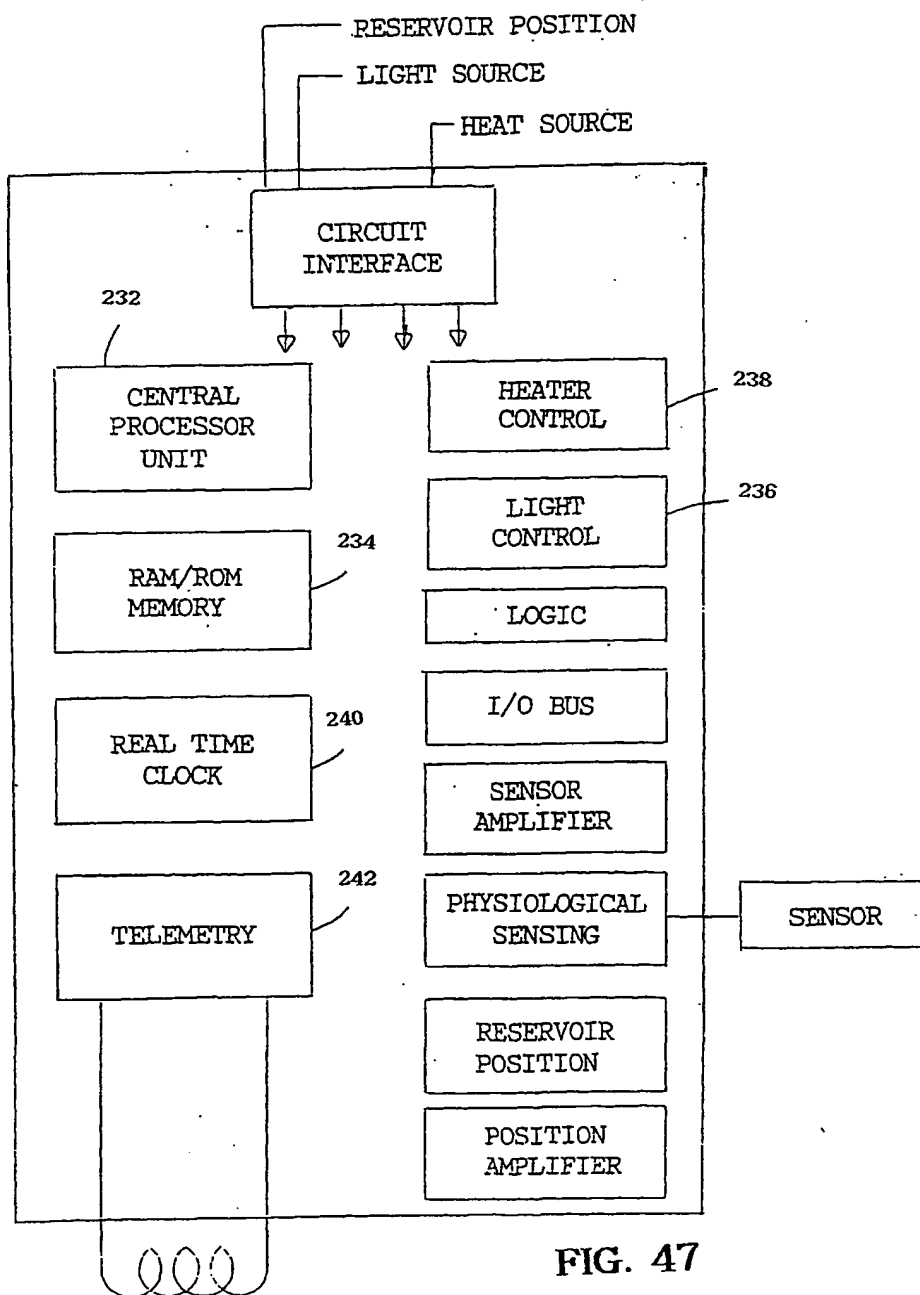 RESERVOIR POSITION
LIGHT SOURCE
HEAT SOURCE
CIRCUIT
INTERFACE
232
CENTRAL
PROCESSOR
UNIT
234
RAM/ROM
MEMORY
240
REAL TIME
CLOCK
242
TELEMETRY
238
HEATER
CONTROL
236
LIGHT
CONTROL
LOGIC
I/O BUS
SENSOR
AMPLIFIER
PHYSIOLOGICAL
SENSING
SENSOR
RESERVOIR
POSITION
POSITION
AMPLIFIER
FIG. 47